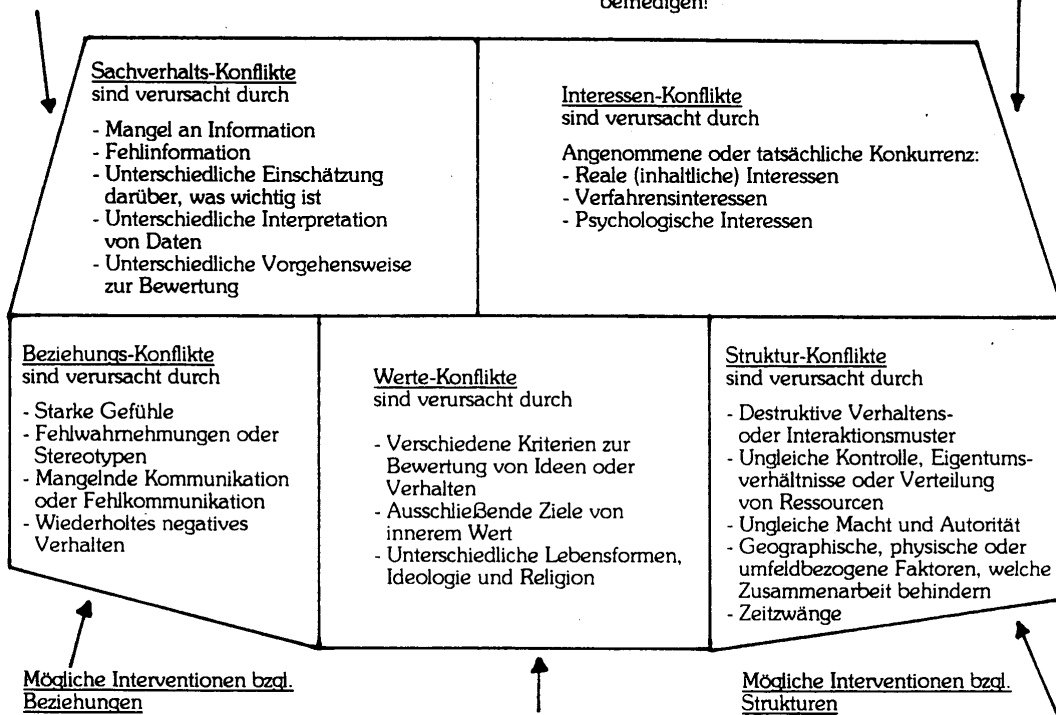 befriedigen!
Sachverhalts-Konflikte
sind verursacht durch
- Mangel an Information
- Fehlinformation
- Unterschiedliche Einschätzung
darüber, was wichtig ist
- Unterschiedliche Interpretation
von Daten
- Unterschiedliche Vorgehensweise
zur Bewertung
Interessen-Konflikte
sind verursacht durch
Angenommene oder tatsächliche Konkurrenz:
- Reale (inhaltliche) Interessen
- Verfahrensinteressen
- Psychologische Interessen
Beziehungs-Konflikte
sind verursacht durch
- Starke Gefühle
- Fehlwahrnehmungen oder
Stereotypen
- Mangelnde Kommunikation
oder Fehlkommunikation
- Wiederholtes negatives
Verhalten
Werte-Konflikte
sind verursacht durch
- Verschiedene Kriterien zur
Bewertung von Ideen oder
Verhalten
- Ausschließende Ziele von
innerem Wert
- Unterschiedliche Lebensformen,
Ideologie und Religion
Struktur-Konflikte
sind verursacht durch
- Destruktive Verhaltens-
oder Interaktionsmuster
- Ungleiche Kontrolle, Eigentums-
verhältnisse oder Verteilung
von Ressourcen
- Ungleiche Macht und Autorität
- Geographische, physische oder
umfeldbezogene Faktoren, welche
Zusammenarbeit behindern
- Zeitzwänge
Mögliche Interventionen bzgl.
Beziehungen
Mögliche Interventionen bzgl.
Strukturen